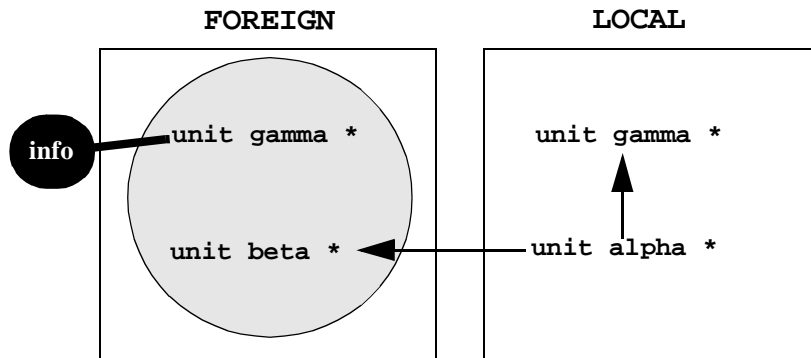 FOREIGN
LOCAL
info
unit gamma *
unit gamma *
unit beta *
unit alpha *